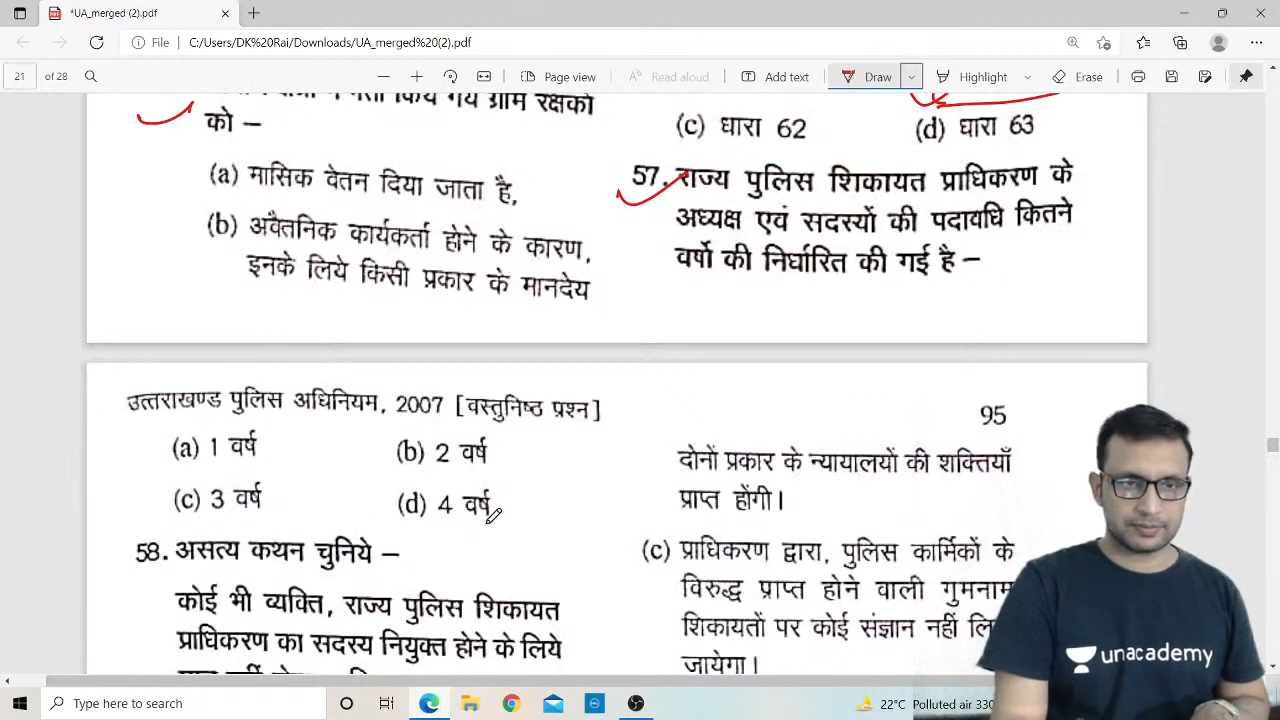 *UA_merged (2).pdf
File
C:/Users/DK%20Rai/Downloads/UA_merged%20(2).pdf
21 of 28
Page view
Read aloud
Add text
Draw
Highlight
Erase
किये गये ग्राम रक्षकों
को –
(a) मासिक वेतन दिया जाता है,
(b) अवैतनिक कार्यकर्ता होने के कारण,
इनके लिये किसी प्रकार के मानदेय
(c) धारा 62 (d) धारा 63
57. राज्य पुलिस शिकायत प्राधिकरण के
अध्यक्ष एवं सदस्यों की पदावधि कितने
वर्षो की निर्धारित की गई है –
उत्तराखण्ड पुलिस अधिनियम, 2007 [वस्तुनिष्ठ प्रश्न]
95
(a) 1 वर्ष (b) 2 वर्ष
(c) 3 वर्ष (d) 4 वर्ष
58. असत्य कथन चुनिये –
कोई भी व्यक्ति, राज्य पुलिस शिकायत
प्राधिकरण का सदस्य नियुक्त होने के लिये
दोनों प्रकार के न्यायालयों की शक्तियाँ
प्राप्त होंगी।
(c) प्राधिकरण द्वारा, पुलिस कार्मिकों के
विरुद्ध प्राप्त होने वाली गुमनाम
शिकायतों पर कोई संज्ञान नहीं
जायेगा।
unacademy
Type here to search
22°C Polluted air 330